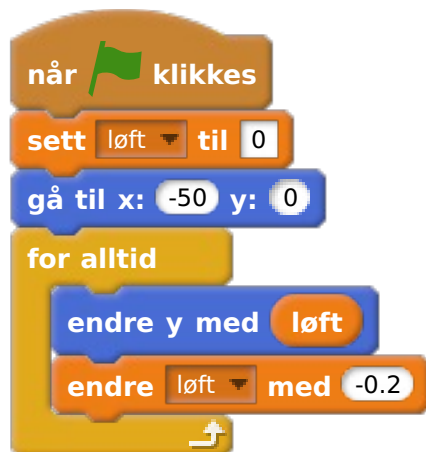 når klikkes
sett løft til 0
gå til x: -50 y: 0
for alltid
endre y med løft
endre løft med -0.2